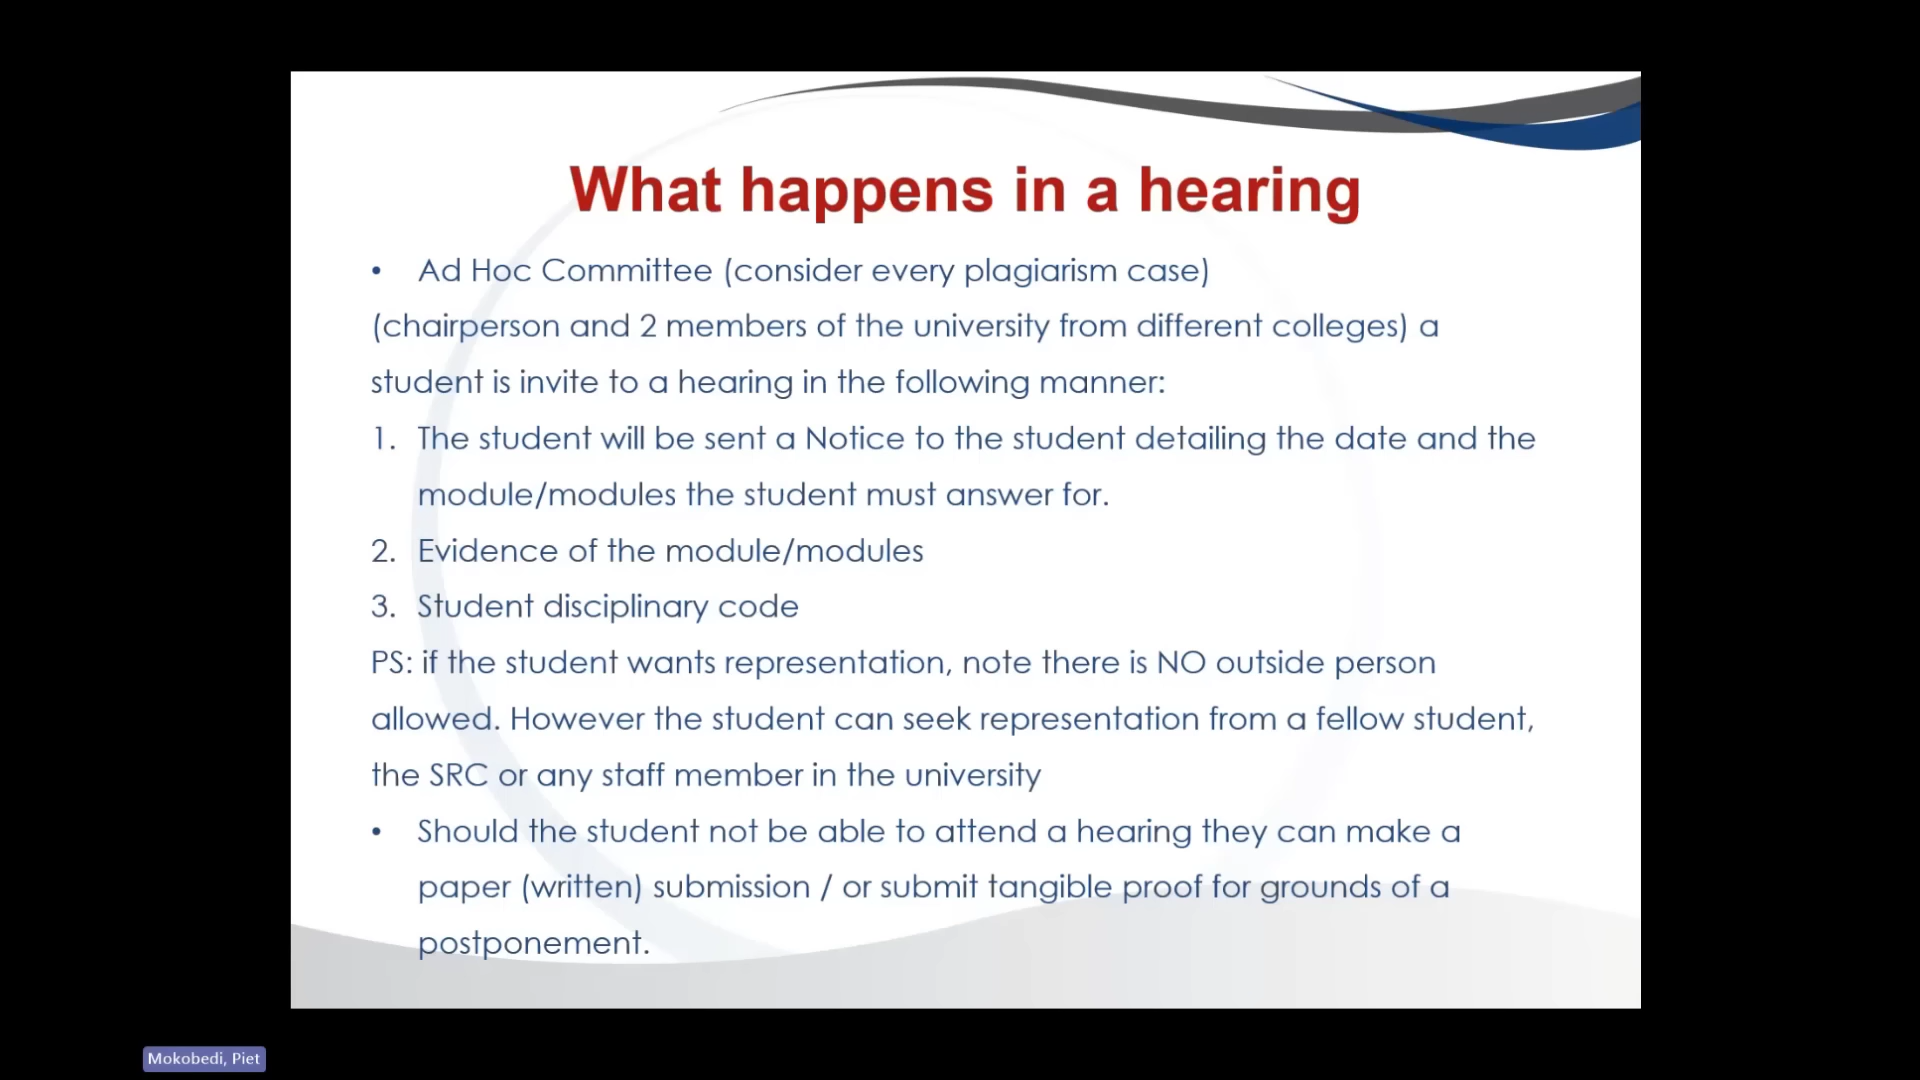 What happens in a hearing
• Ad Hoc Committee (consider every plagiarism case)
(chairperson and 2 members of the university from different colleges) a
student is invite to a hearing in the following manner:
1. The student will be sent a Notice to the student detailing the date and the
module/modules the student must answer for.
2. Evidence of the module/modules
3. Student disciplinary code
PS: if the student wants representation, note there is NO outside person
allowed. However the student can seek representation from a fellow student,
the SRC or any staff member in the university
• Should the student not be able to attend a hearing they can make a
paper (written) submission / or submit tangible proof for grounds of a
postponement.
Mokobedi, Piet